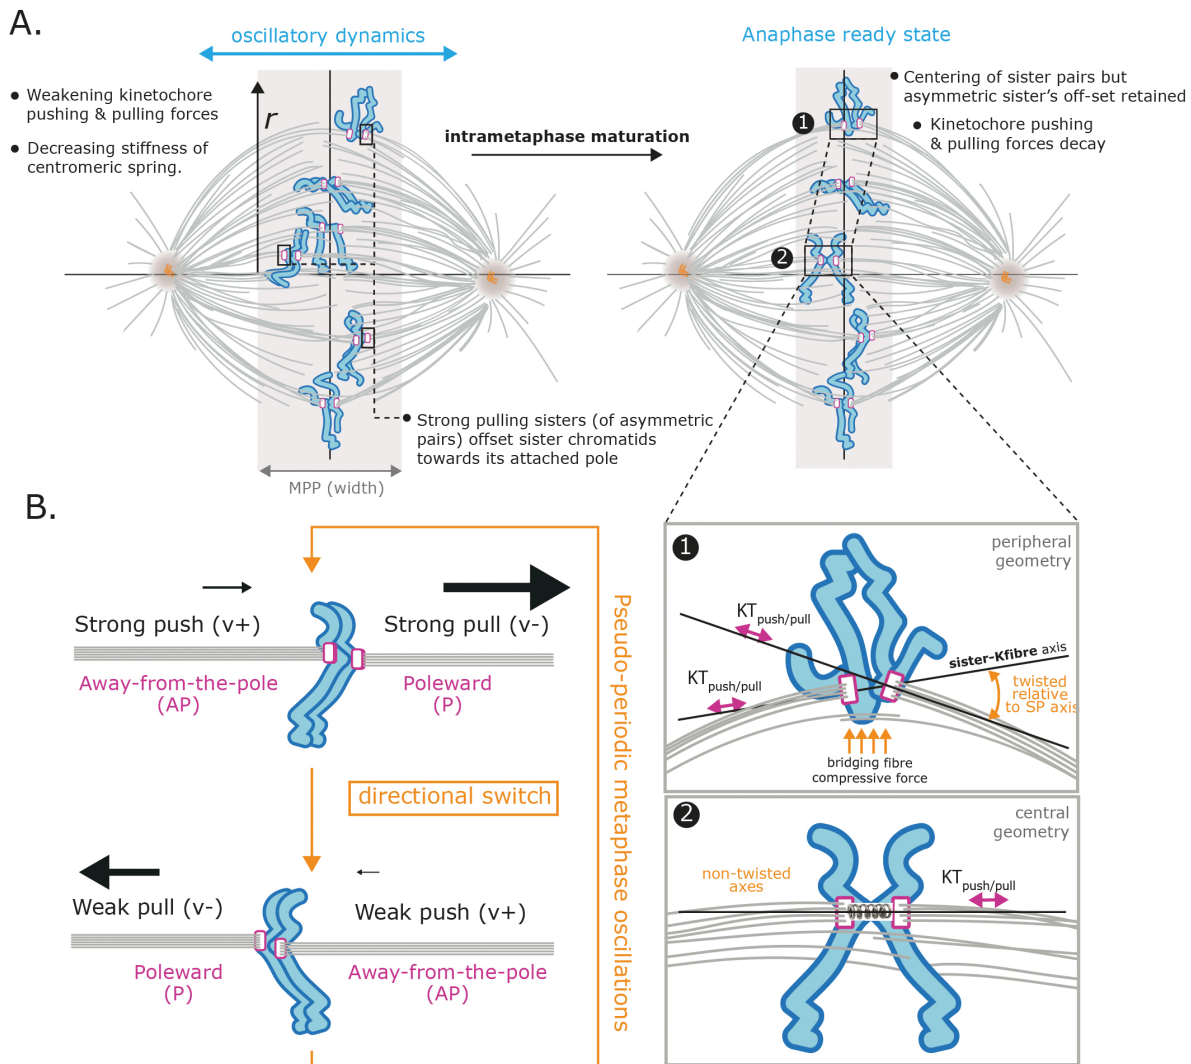 A.
oscillatory dynamics
Anaphase ready state
• Weakening kinetochore
pushing & pulling forces
• Decreasing stiffness of
centromeric spring.
r
intrametaphase maturation
• Centering of sister pairs but
asymmetric sister’s off-set retained
• Kinetochore pushing
& pulling forces decay
1
2
• Strong pulling sisters (of asymmetric
pairs) offset sister chromatids
towards its attached pole
MPP (width)
B.
Strong push (v+)
Strong pull (v-)
Away-from-the-pole
(AP)
Poleward
(P)
directional switch
Weak pull (v-)
Weak push (v+)
Poleward
(P)
Away-from-the-pole
(AP)
Pseudo-periodic metaphase oscillations
1
peripheral
geometry
KTpush/pull
KTpush/pull
sister-Kfibre axis
twisted
relative
to SP axis
bridging fibre
compressive force
2
central
geometry
non-twisted
axes
KTpush/pull